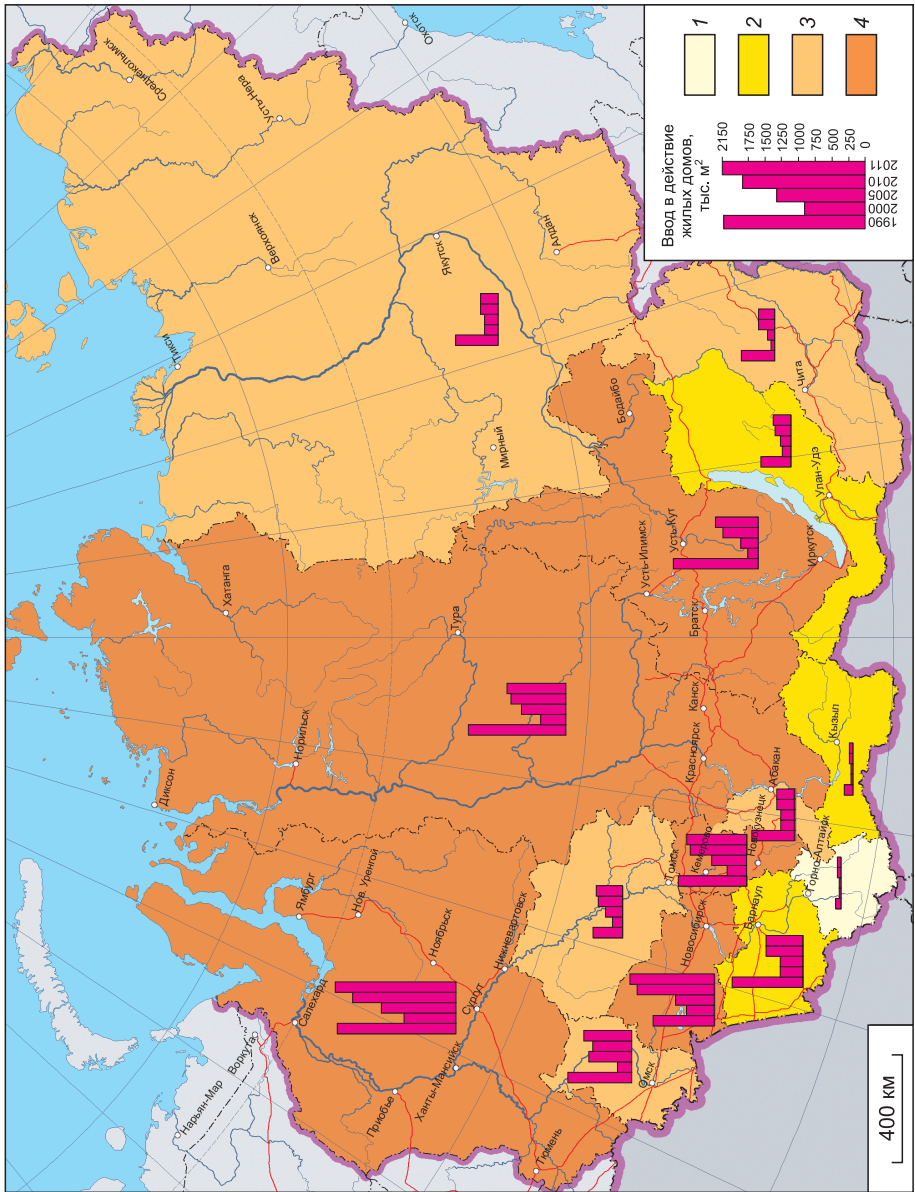 Среднеколымск
Усть-Нера
Охотск
Верхоянск
Тикси
Якутск
Алдан
Мирный
Бодайбо
Чита
Улан-Удэ
Хатанга
Тура
Усть-Илимск
Усть-Кут
Братск
Иркутск
Диксон
Норильск
Канск
Красноярск
Абакан
Кызыл
Ямбург
Нов. Уренгой
Ноябрьск
Нижневартовск
Томск
Кемерово
Новокузнецк
Горно-Алтайск
Новосибирск
Барнаул
Салехард
Сургут
Воркута
Нарьян-Мар
Приобье
Ханты-Мансийск
Тюмень
Омск
Ввод в действие
жилых домов,
тыс. м²
2150
1750
1500
1250
1000
750
500
250
0
1990
2000
2005
2010
2011
1
2
3
4
400 км